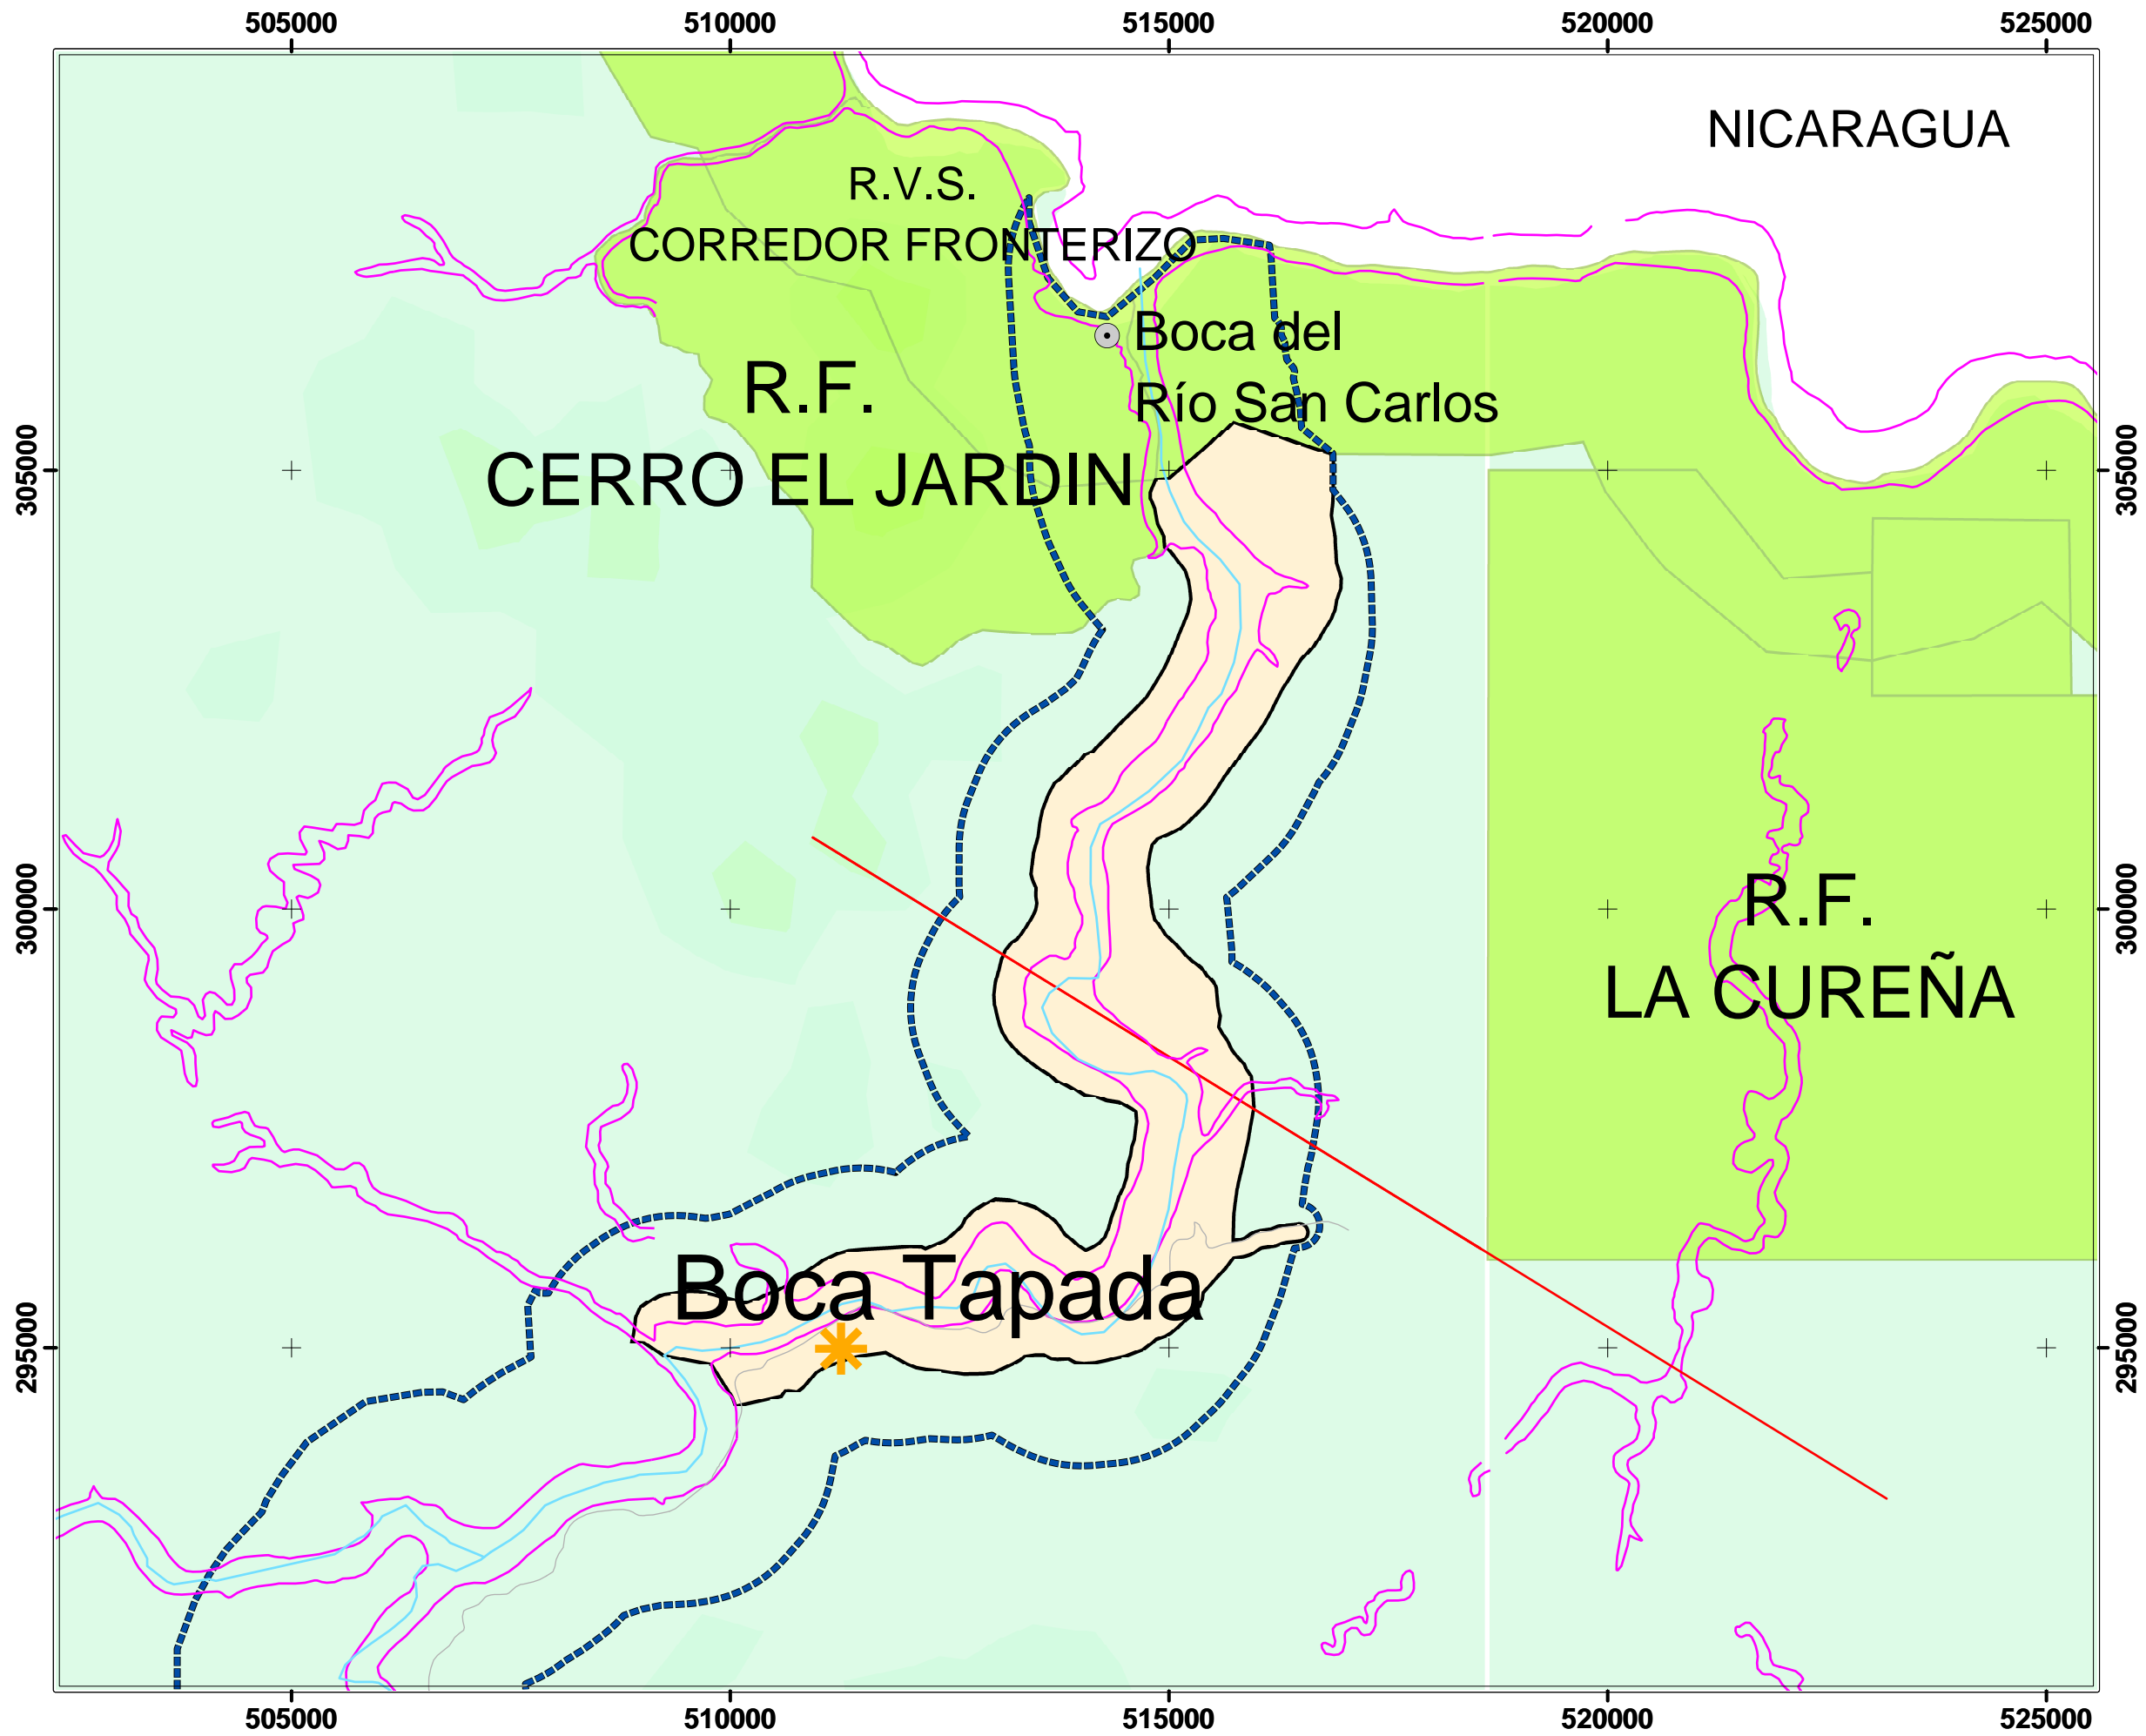 505000 510000 515000 520000 525000
NICARAGUA
R.V.S.
CORREDOR FRONTERIZO
Boca del
Río San Carlos
R.F.
CERRO EL JARDIN
305000 305000
R.F.
LA CUREÑA
300000 300000
Boca Tapada
295000 295000
505000 510000 515000 520000 525000